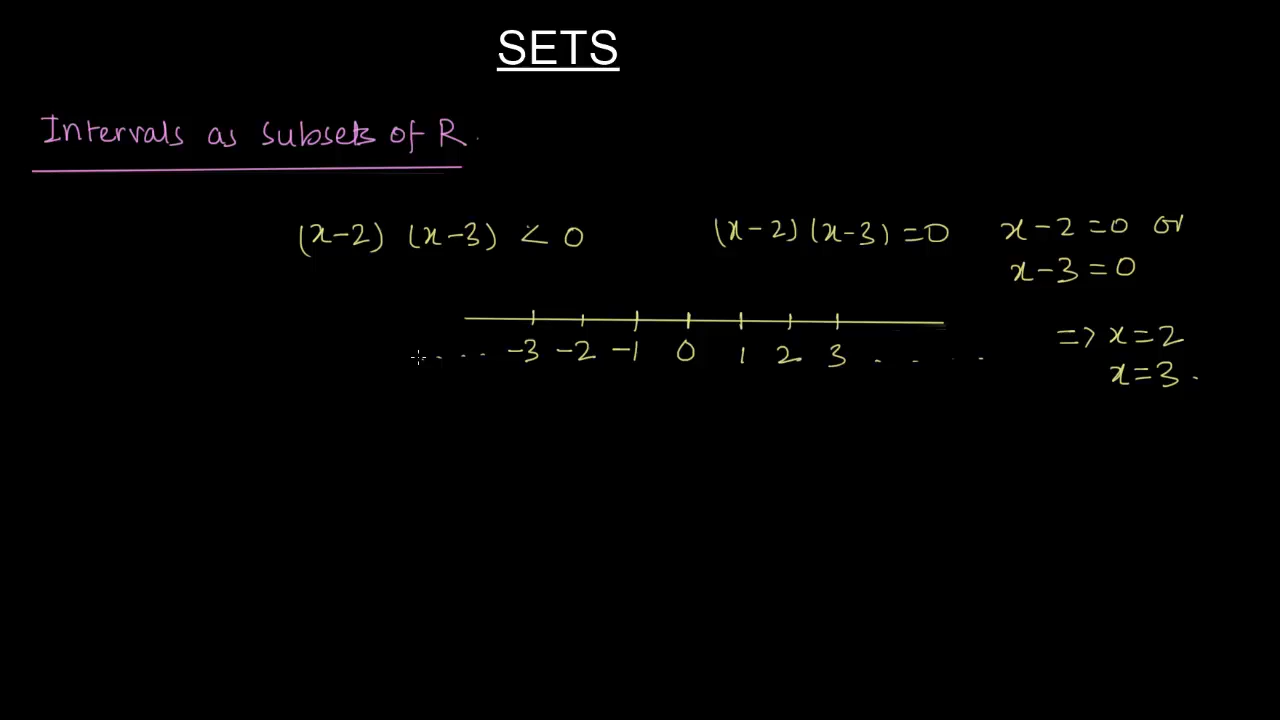 SETS
Intervals as subsets of R.
(x-2) (x-3) < 0
(x-2) (x-3) = 0 x-2 = 0 or
x-3 = 0
.... -3 -2 -1 0 1 2 3 . . . .
=> x = 2
x = 3 .